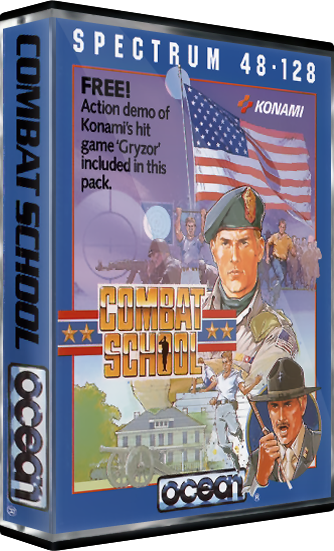 SPECTRUM 48-128
FREE!
Action demo of
Konami's hit
game 'Gryzor'
included in this
pack.
KONAMI
COMBAT
SCHOOL
ocean
COMBAT SCHOOL
ocean